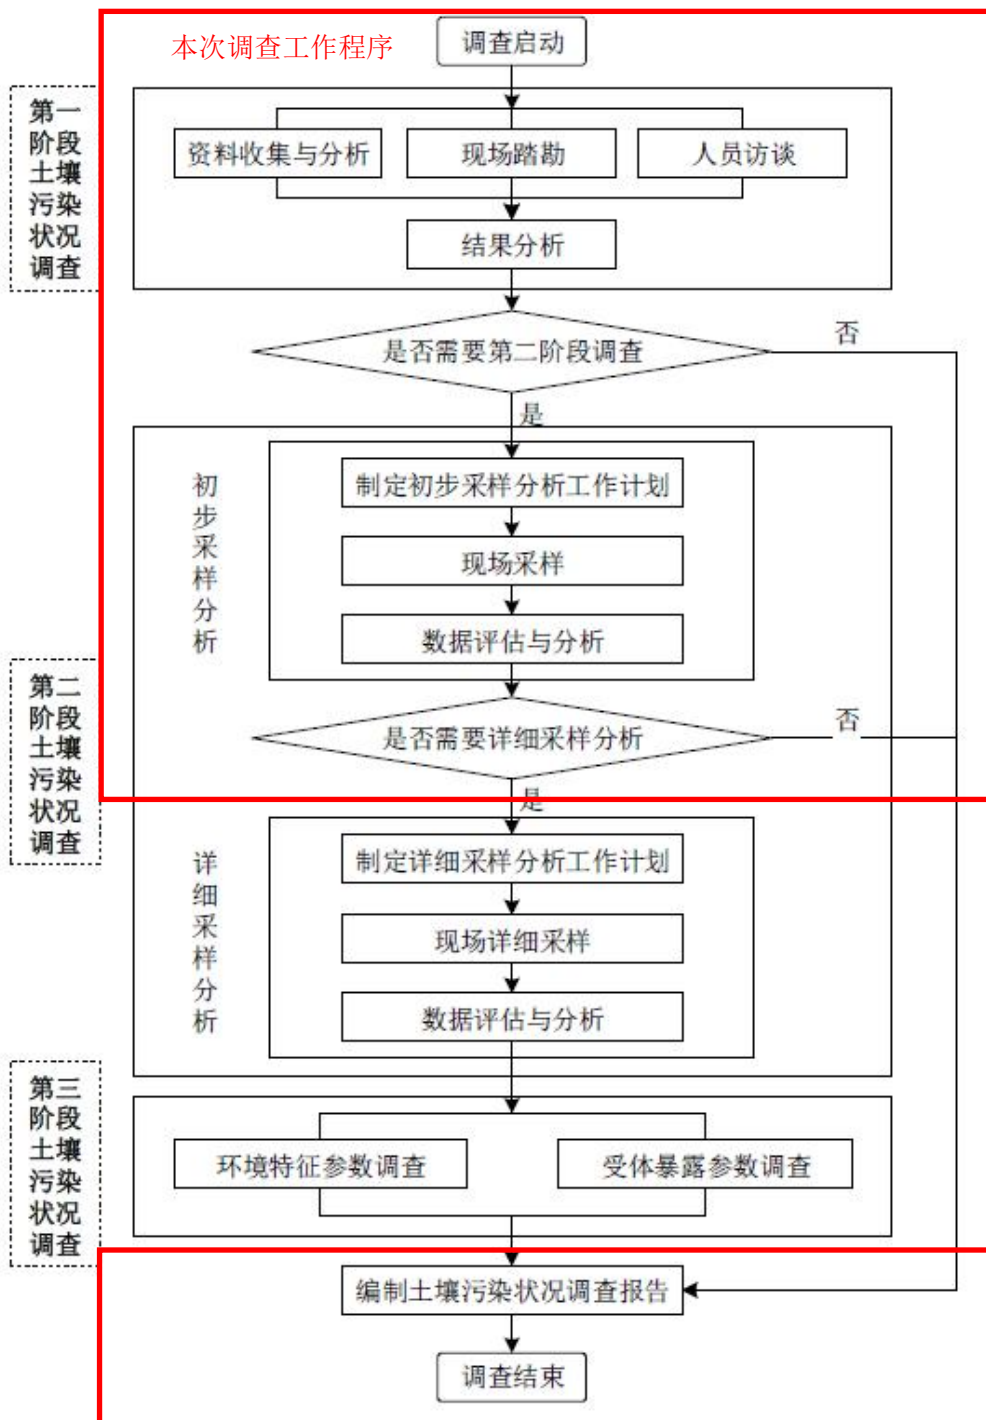 本次调查工作程序
调查启动
第一
阶段
土壤
污染
状况
调查
资料收集与分析
现场踏勘
人员访谈
结果分析
是否需要第二阶段调查
否
是
初
步
采
样
分
析
制定初步采样分析工作计划
现场采样
数据评估与分析
第二
阶段
土壤
污染
状况
调查
是否需要详细采样分析
否
是
详
细
采
样
分
析
制定详细采样分析工作计划
现场详细采样
数据评估与分析
第三
阶段
土壤
污染
状况
调查
环境特征参数调查
受体暴露参数调查
编制土壤污染状况调查报告
调查结束